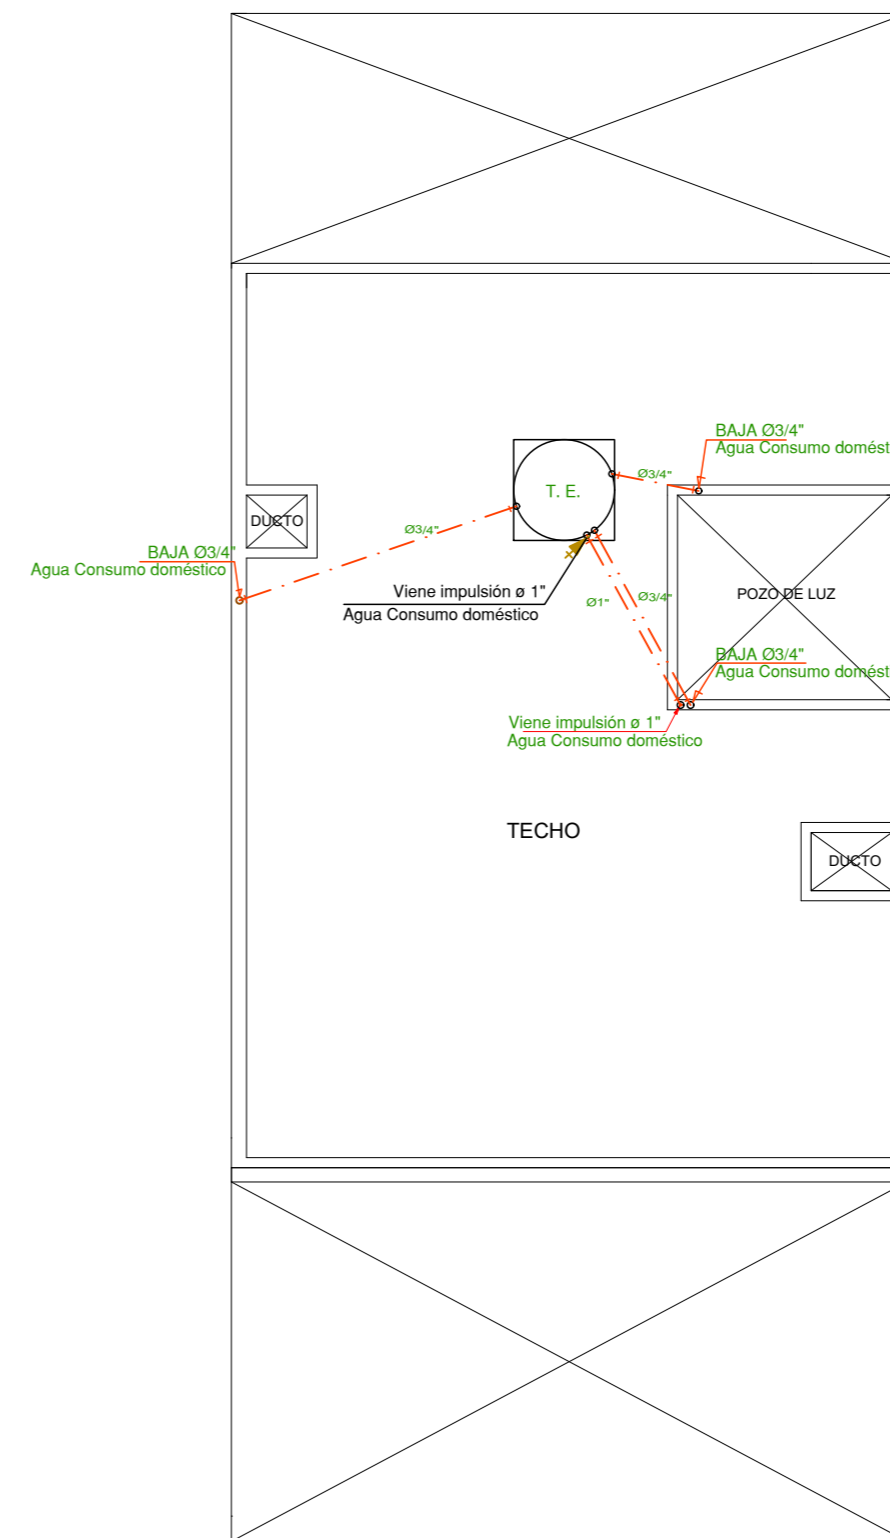 BAJA Ø3/4"
Agua Consumo domést
Ø3/4"
T. E.
DUCTO
Ø3/4"
BAJA Ø3/4"
Agua Consumo doméstico
Viene impulsión ø 1"
Agua Consumo doméstico
Ø1"
Ø3/4"
POZO DE LUZ
BAJA Ø3/4"
Agua Consumo domést
Viene impulsión ø 1"
Agua Consumo doméstico
TECHO
DUCTO